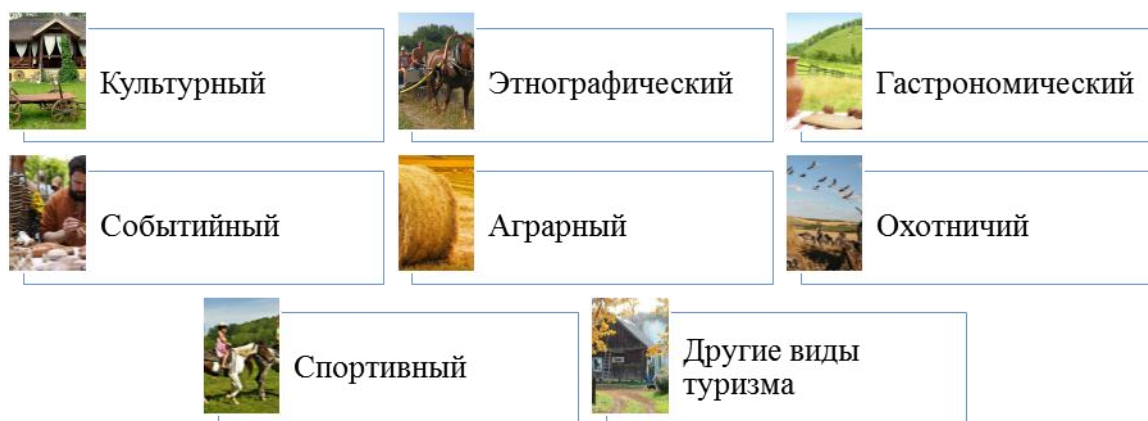 Культурный
Этнографический
Гастрономический
Событийный
Аграрный
Охотничий
Спортивный
Другие виды
туризма